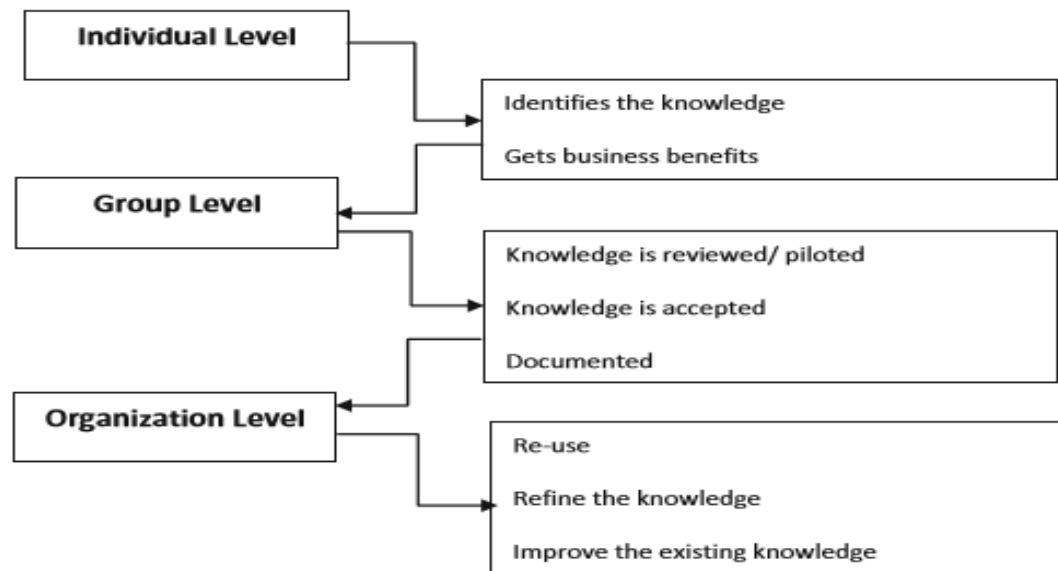 Individual Level
Identifies the knowledge
Gets business benefits
Group Level
Knowledge is reviewed/ piloted
Knowledge is accepted
Documented
Organization Level
Re-use
Refine the knowledge
Improve the existing knowledge